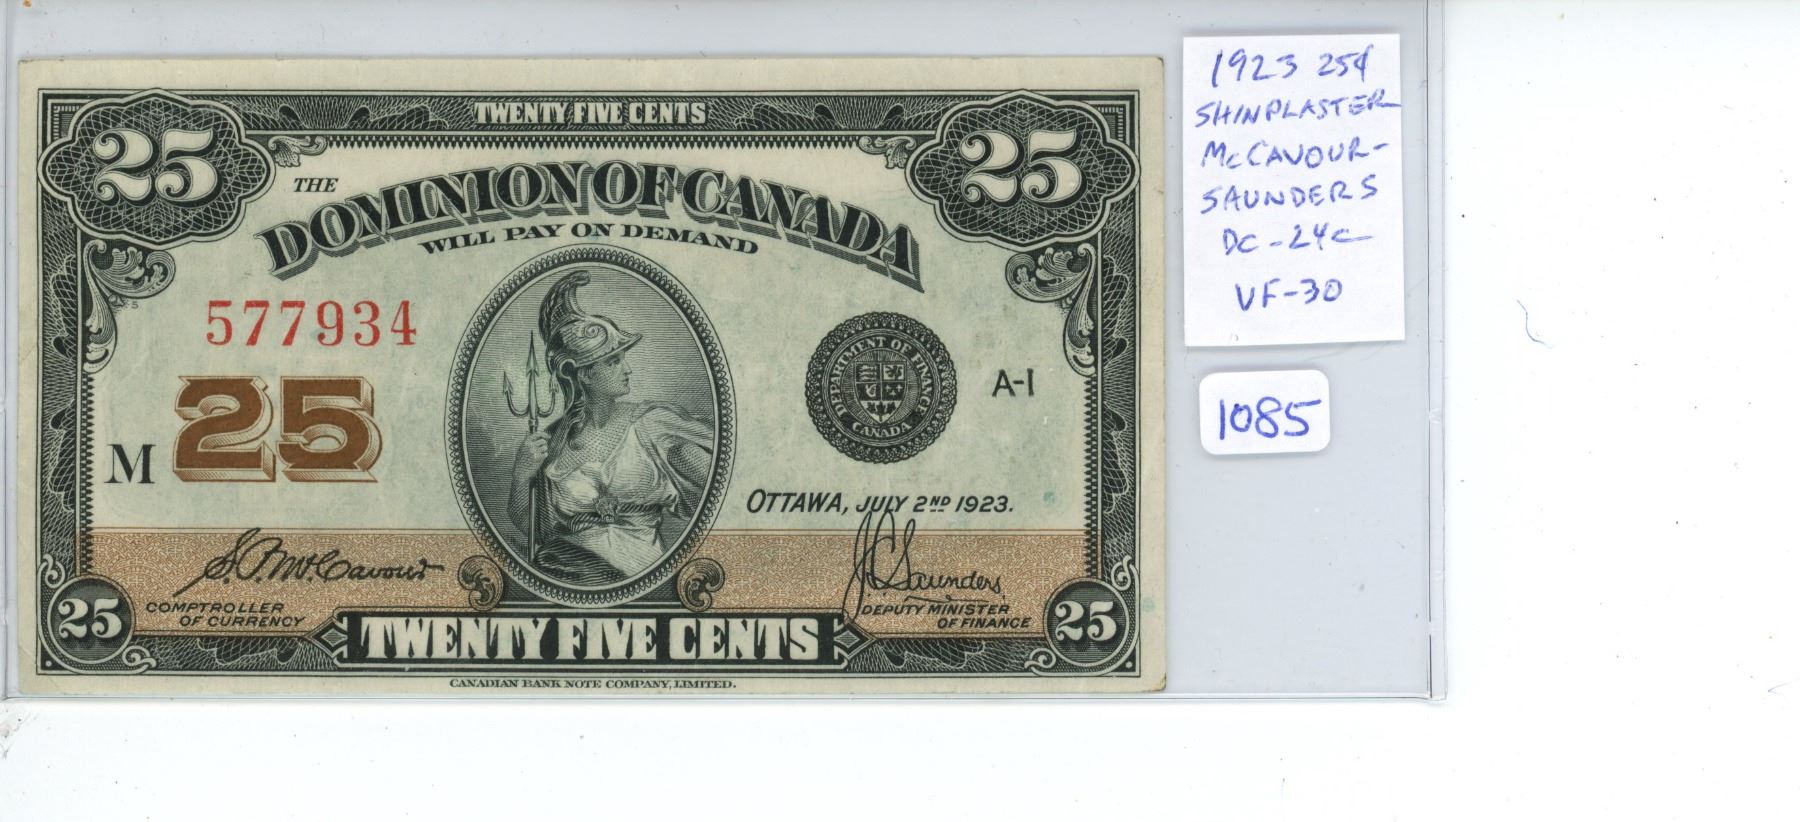 TWENTY FIVE CENTS
25
25
THE
DOMINION OF CANADA
WILL PAY ON DEMAND
577934
25
M
DEPARTMENT OF FINANCE
CANADA
A-1
OTTAWA, JULY 2ND 1923.
S.P. McCavour
COMPTROLLER
OF CURRENCY
J.C. Saunders,
DEPUTY MINISTER
OF FINANCE
25
TWENTY FIVE CENTS
25
CANADIAN BANK NOTE COMPANY, LIMITED.
1923 25¢
SHINPLASTER
McCAVOUR-
SAUNDERS
DC-24c
VF-30
1085